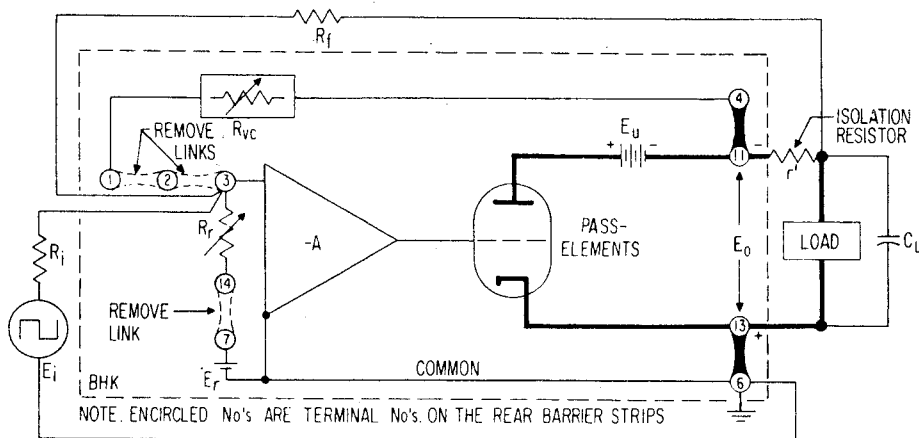 Rf
4
ISOLATION
RESISTOR
Rvc
REMOVE
LINKS
Eu
+
-
-
1
2
3
11
r'
Rr
-A
PASS-
ELEMENTS
Eo
LOAD
CL
Ri
14
REMOVE
LINK
7
13
+
Ei
Er
COMMON
6
BHK
NOTE. ENCIRCLED No's ARE TERMINAL No's. ON THE REAR BARRIER STRIPS